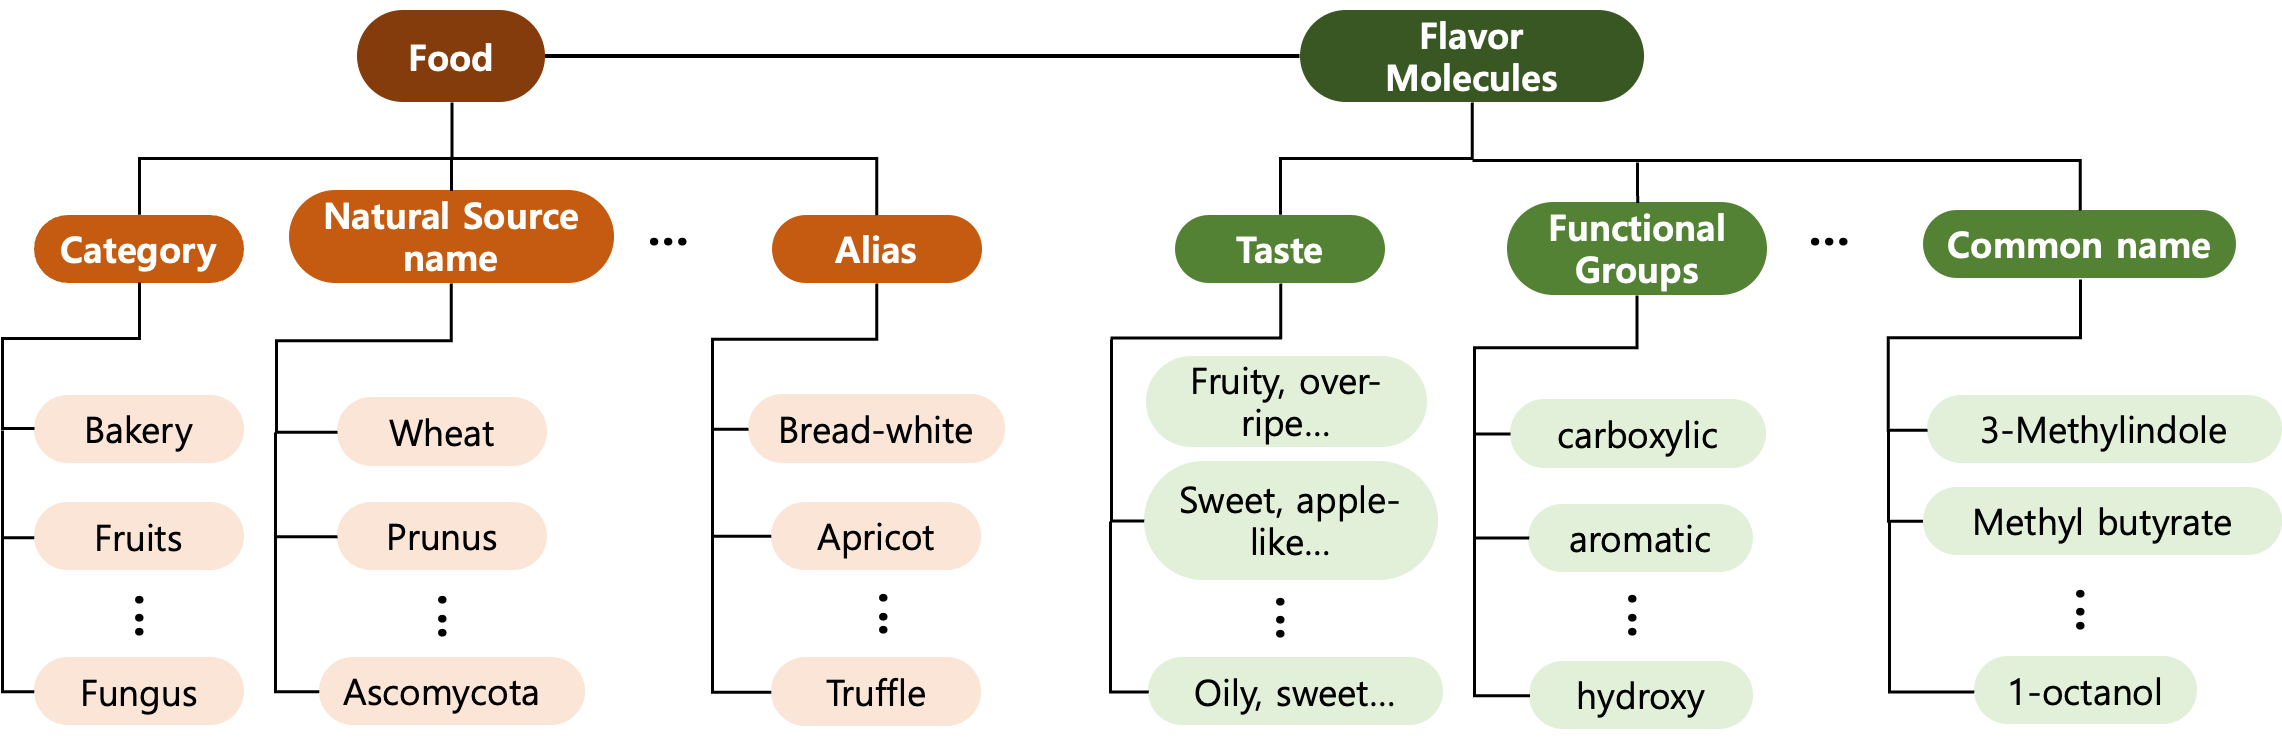 Food
Flavor
Molecules
Category
Natural Source
name
...
Alias
Taste
Functional
Groups
...
Common name
Bakery
Fruits
Fungus
Wheat
Prunus
Ascomycota
Bread-white
Apricot
Truffle
Fruity, over-
ripe...
Sweet, apple-
like...
Oily, sweet...
carboxylic
aromatic
hydroxy
3-Methylindole
Methyl butyrate
1-octanol